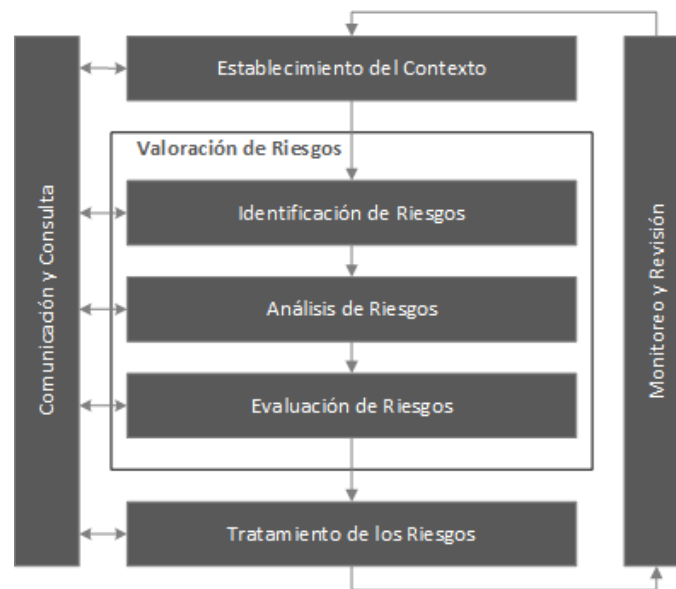 Establecimiento del Contexto
Valoración de Riesgos
Identificación de Riesgos
Análisis de Riesgos
Evaluación de Riesgos
Tratamiento de los Riesgos
Comunicación y Consulta
Monitoreo y Revisión